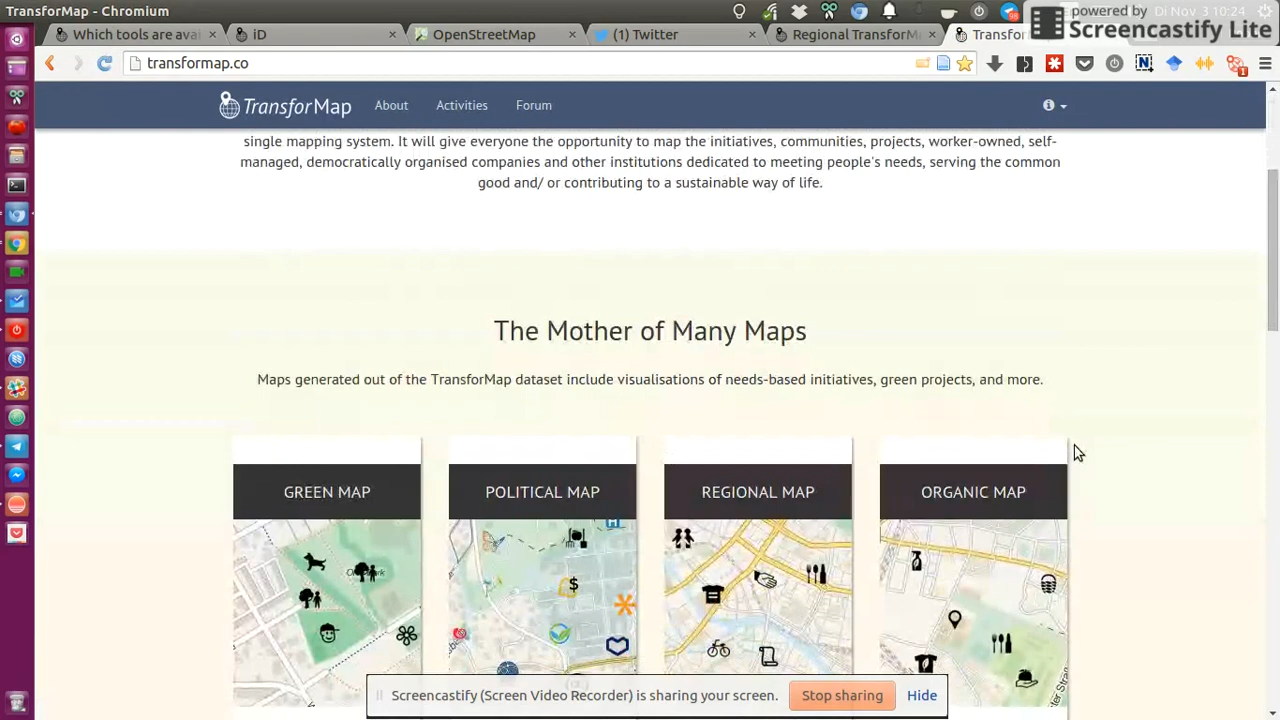 TransforMap - Chromium
Di Nov 3 10:24
powered by
Screencastify Lite
Which tools are ava
iD
OpenStreetMap
(1) Twitter
Regional TransforM
Transfor
transformap.co
TransforMap
About
Activities
Forum
single mapping system. It will give everyone the opportunity to map the initiatives, communities, projects, worker-owned, self-
managed, democratically organised companies and other institutions dedicated to meeting people's needs, serving the common
good and/ or contributing to a sustainable way of life.
The Mother of Many Maps
Maps generated out of the TransforMap dataset include visualisations of needs-based initiatives, green projects, and more.
GREEN MAP
POLITICAL MAP
REGIONAL MAP
ORGANIC MAP
Screencastify (Screen Video Recorder) is sharing your screen.
Stop sharing
Hide